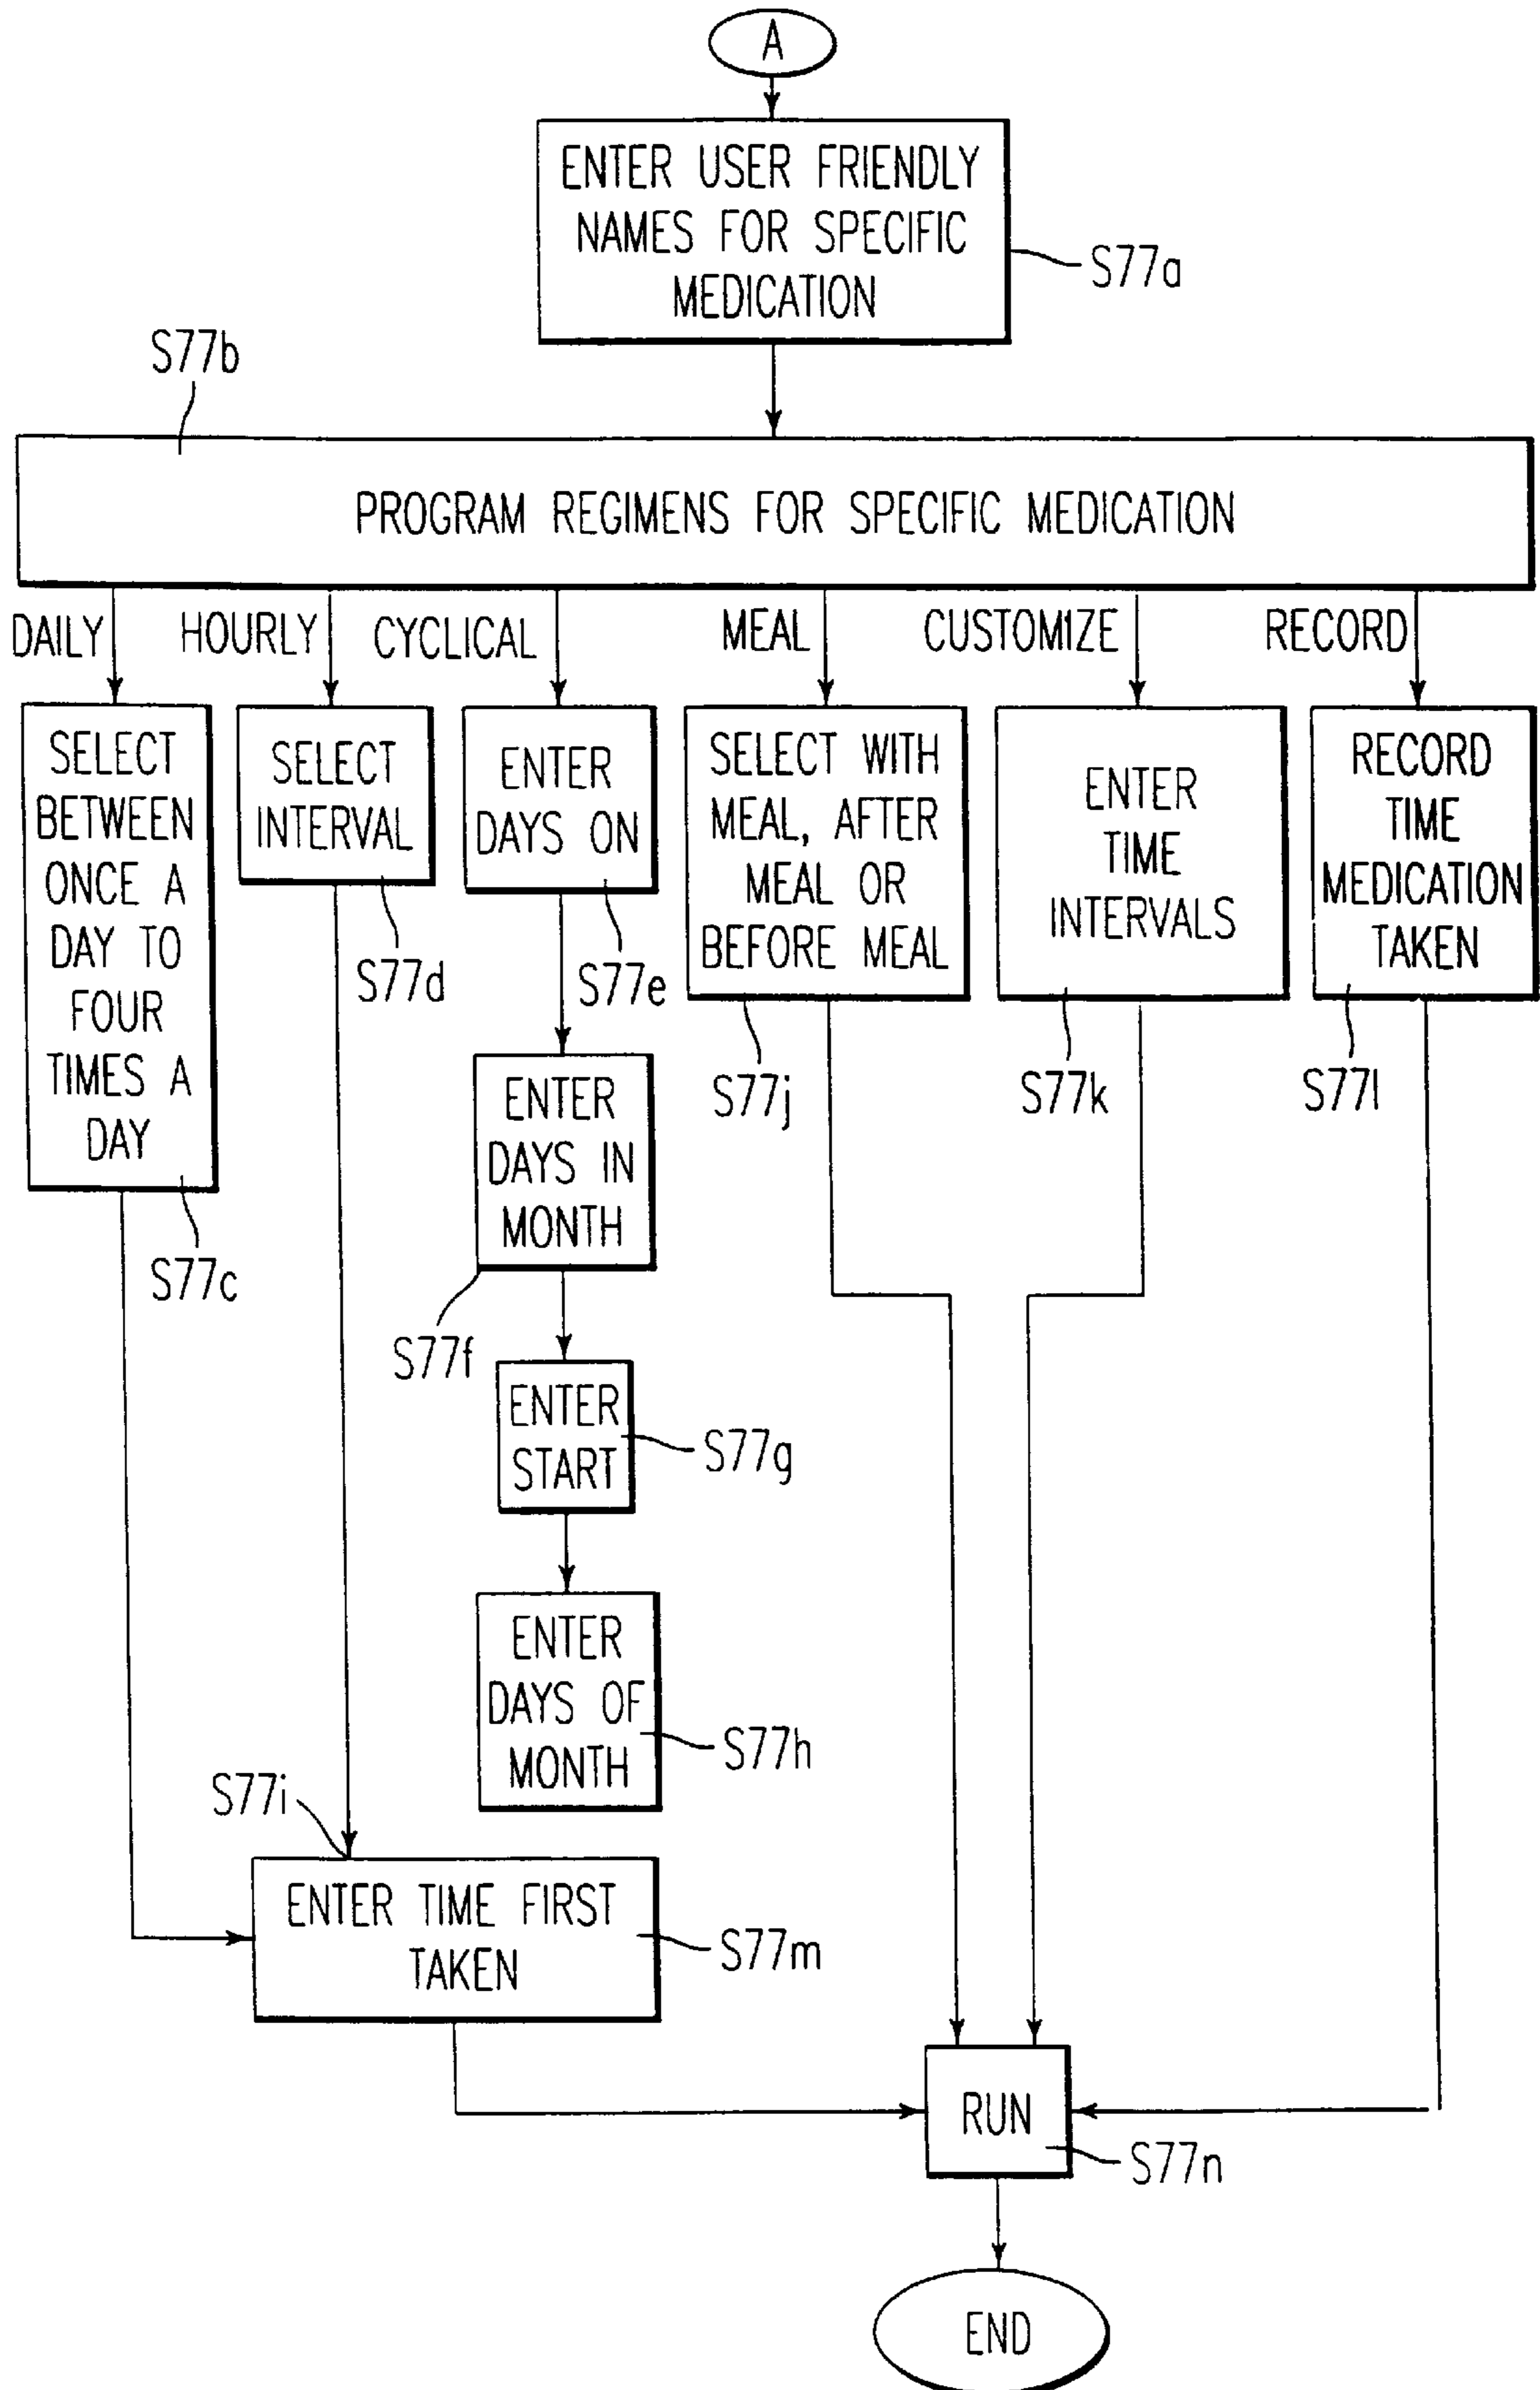 A
ENTER USER FRIENDLY
NAMES FOR SPECIFIC
MEDICATION
S77a
S77b
PROGRAM REGIMENS FOR SPECIFIC MEDICATION
DAILY
HOURLY
CYCLICAL
MEAL
CUSTOMIZE
RECORD
SELECT
BETWEEN
ONCE A
DAY TO
FOUR
TIMES A
DAY
S77c
SELECT
INTERVAL
S77d
ENTER
DAYS ON
S77e
ENTER
DAYS IN
MONTH
S77f
ENTER
START
S77g
ENTER
DAYS OF
MONTH
S77h
SELECT WITH
MEAL, AFTER
MEAL OR
BEFORE MEAL
S77j
ENTER
TIME
INTERVALS
S77k
RECORD
TIME
MEDICATION
TAKEN
S77l
S77i
ENTER TIME FIRST
TAKEN
S77m
RUN
S77n
END